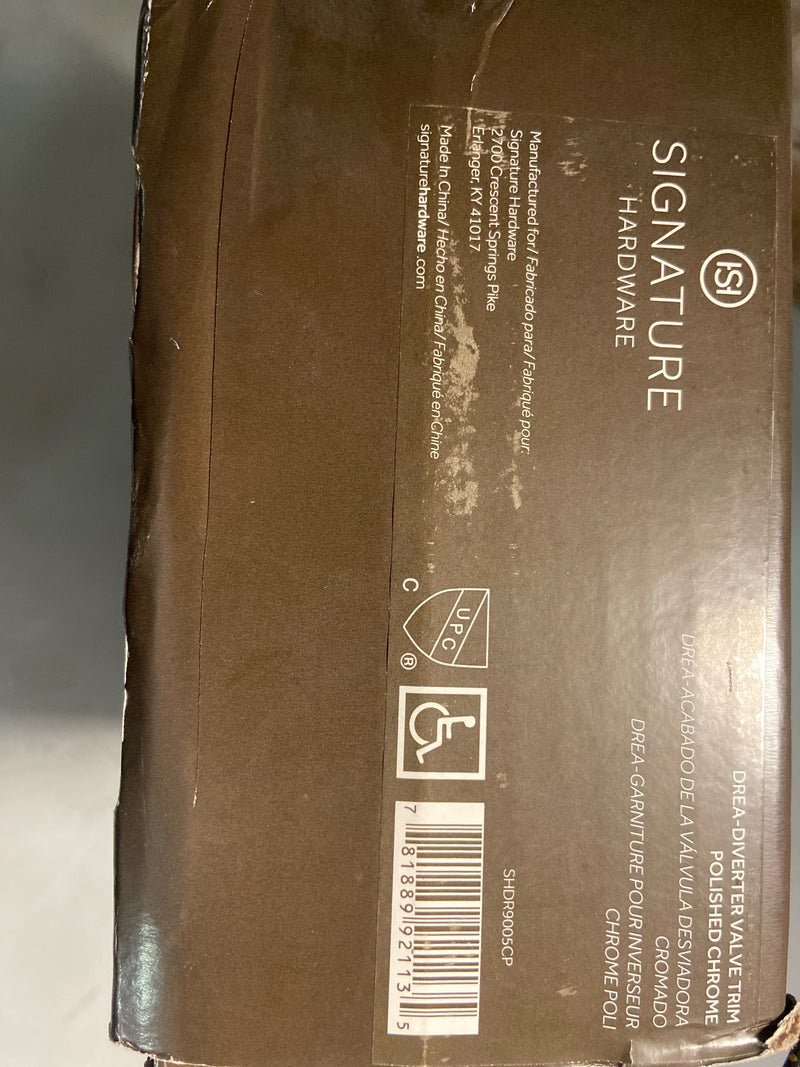 SH
SIGNATURE
HARDWARE
DREA-DIVERTER VALVE TRIM
POLISHED CHROME
DREA-ACABADO DE LA VÁLVULA DESVIADORA
CROMADO
DREA-GARNITURE POUR INVERSEUR
CHROME POLI
Manufactured for/ Fabricado para/ Fabriqué pour:
Signature Hardware
2700 Crescent Springs Pike
Erlanger, KY 41017
Made In China/ Hecho en China/ Fabriqué en Chine
signaturehardware.com
UPC
C ®
SHDR9005CP
7 81889 92113 5